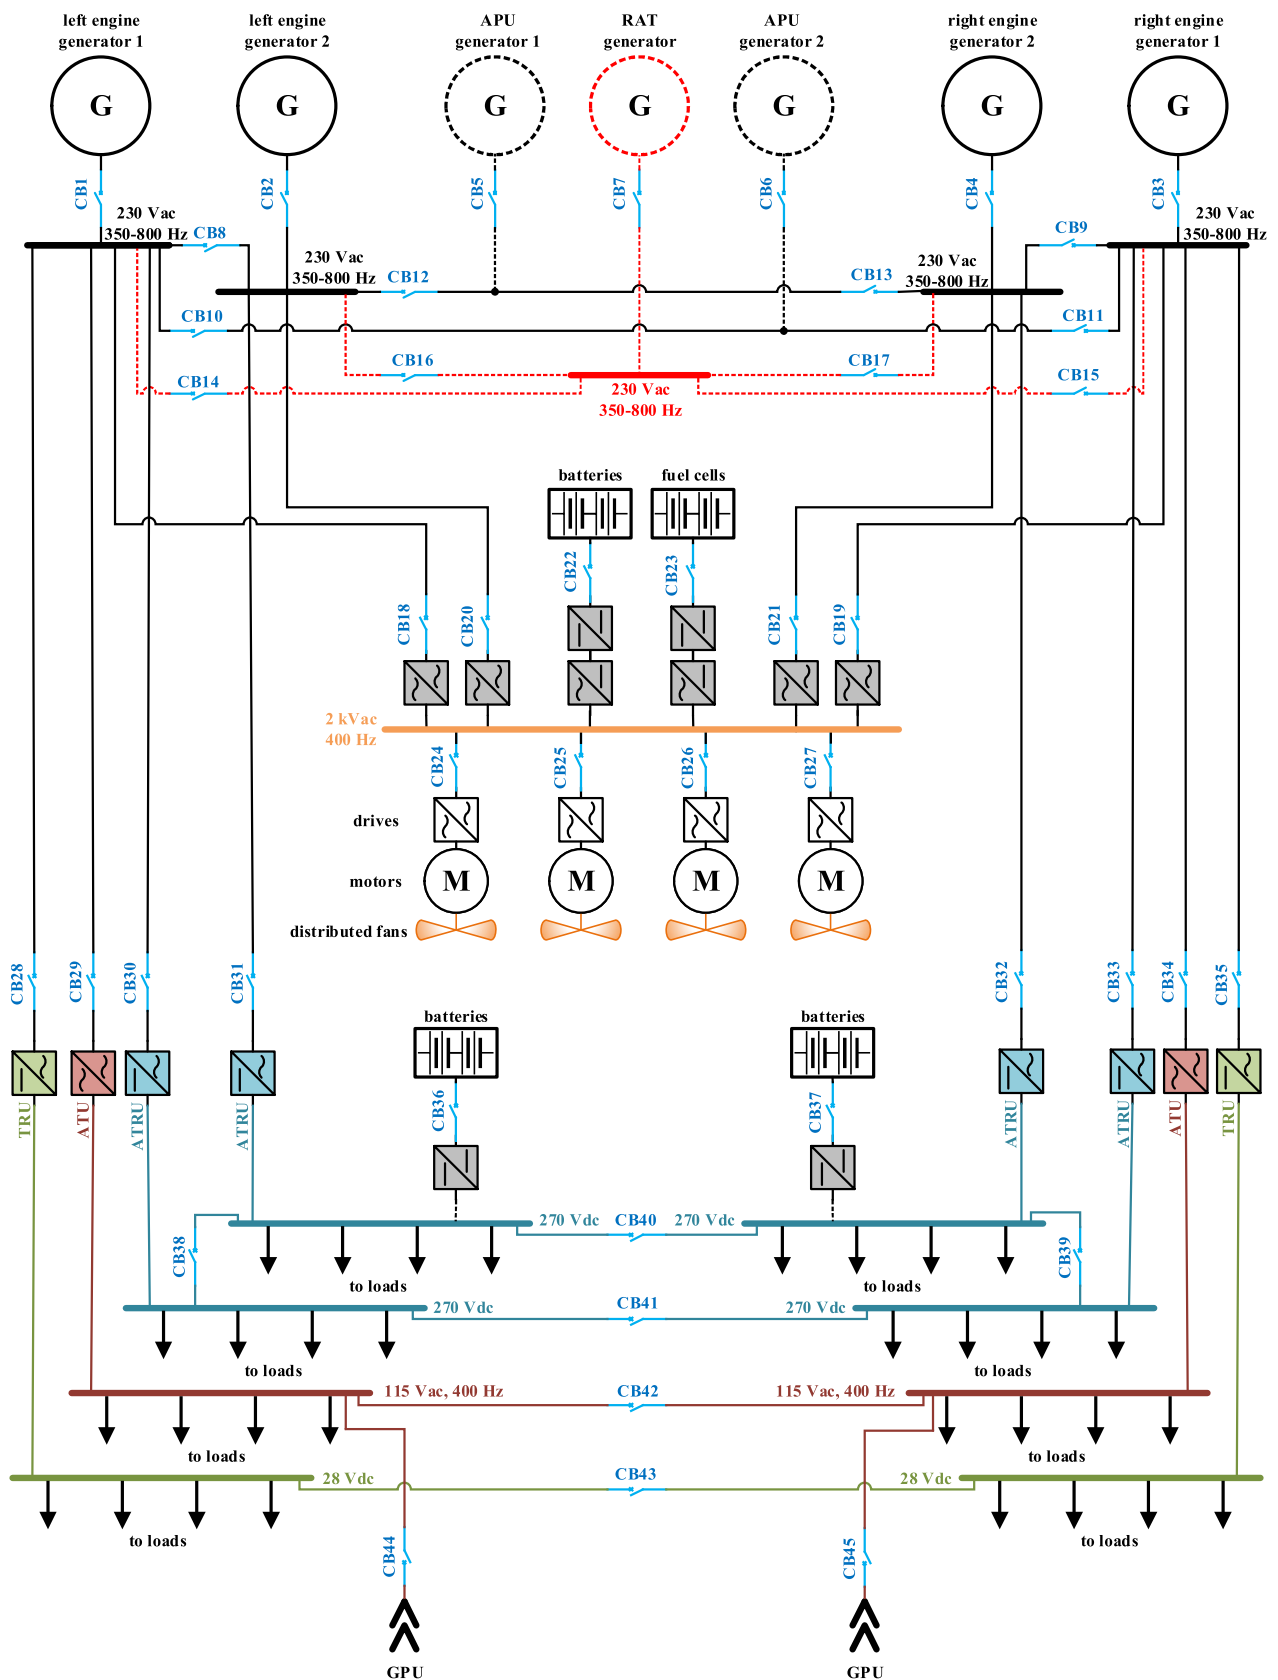 left engine
generator 1
left engine
generator 2
APU
generator 1
RAT
generator
APU
generator 2
right engine
generator 2
right engine
generator 1
G
G
G
G
G
G
G
CB1
CB2
CB5
CB7
CB6
CB4
CB3
230 Vac
350-800 Hz
CB8
CB9
230 Vac
350-800 Hz
230 Vac
350-800 Hz
CB12
CB13
230 Vac
350-800 Hz
CB10
CB11
CB16
CB17
CB14
CB15
230 Vac
350-800 Hz
batteries
fuel cells
CB22
CB23
CB18
CB20
CB21
CB19
2 kVac
400 Hz
CB24
CB25
CB26
CB27
drives
motors
M
M
M
M
distributed fans
CB28
CB29
CB30
CB31
CB32
CB33
CB34
CB35
batteries
batteries
CB36
CB37
TRU
ATU
ATRU
ATRU
ATRU
ATRU
ATU
TRU
270 Vdc
CB40
270 Vdc
CB38
CB39
to loads
to loads
270 Vdc
CB41
270 Vdc
to loads
to loads
115 Vac, 400 Hz
CB42
115 Vac, 400 Hz
to loads
to loads
28 Vdc
CB43
28 Vdc
to loads
to loads
CB44
CB45
GPU
GPU